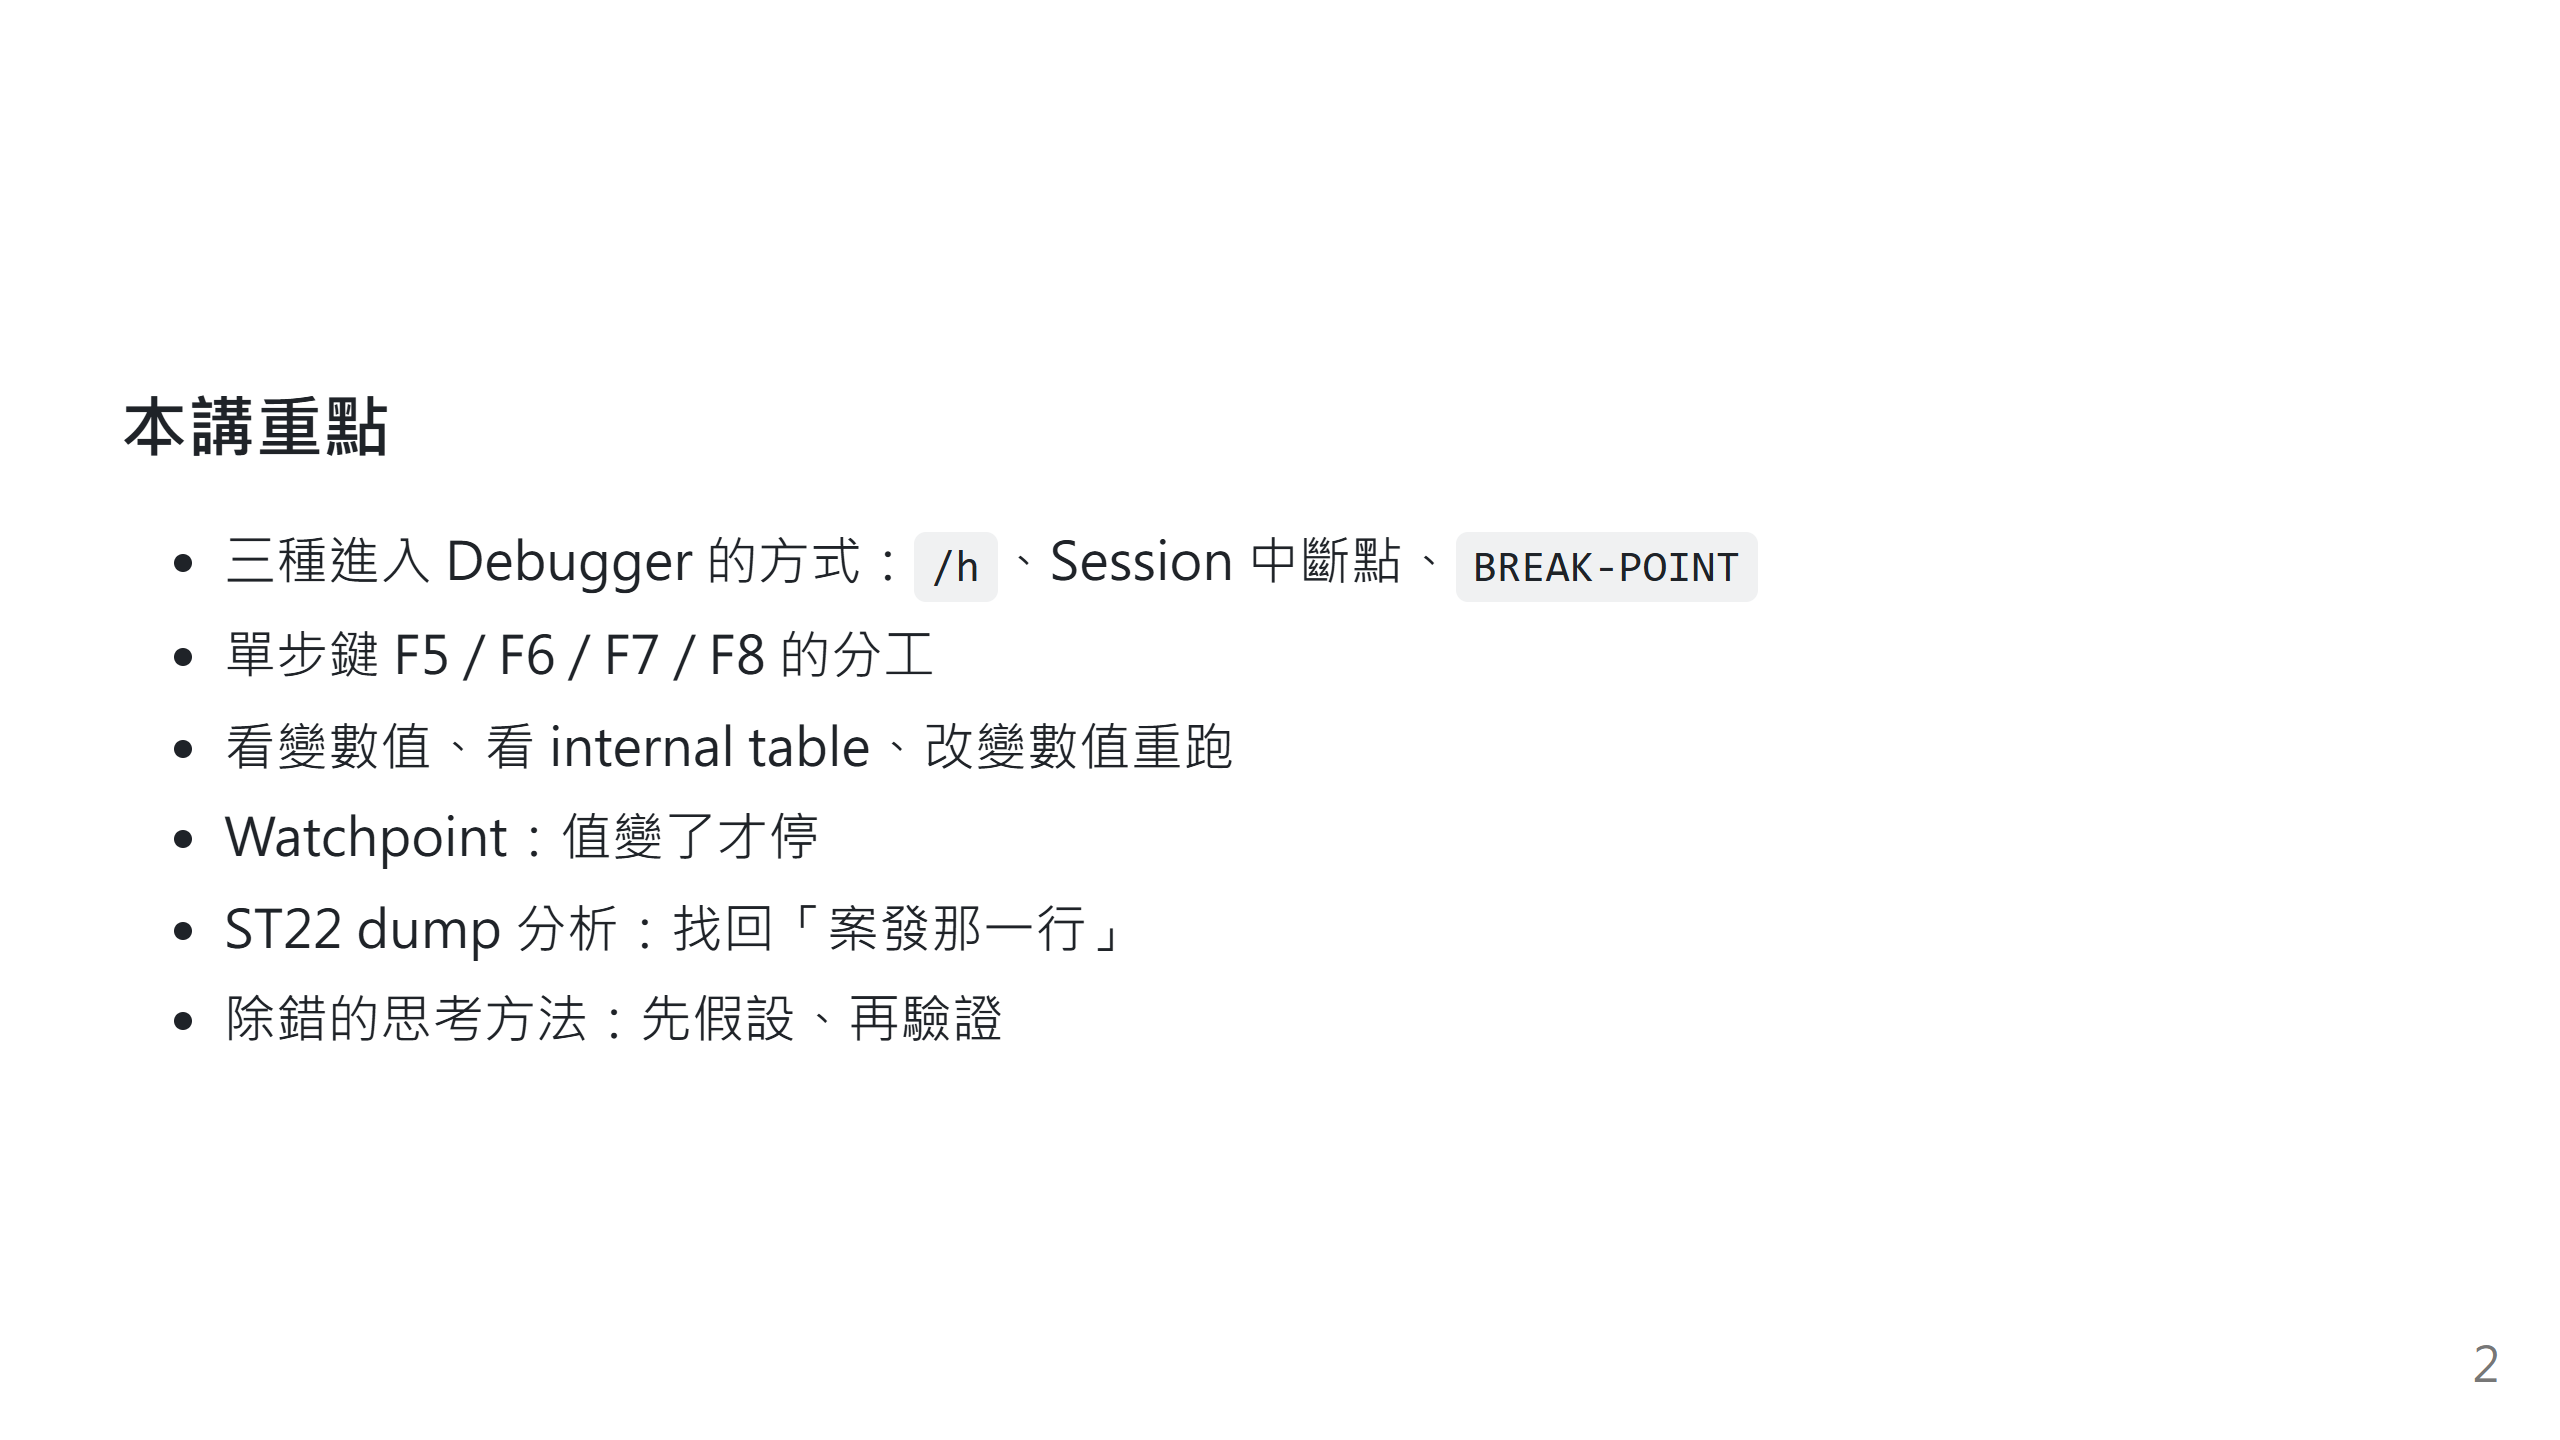 本講重點
三種進入 Debugger 的方式：/h、Session 中斷點、BREAK-POINT
單步鍵 F5 / F6 / F7 / F8 的分工
看變數值、看 internal table、改變數值重跑
Watchpoint：值變了才停
ST22 dump 分析：找回「案發那一行」
除錯的思考方法：先假設、再驗證
2